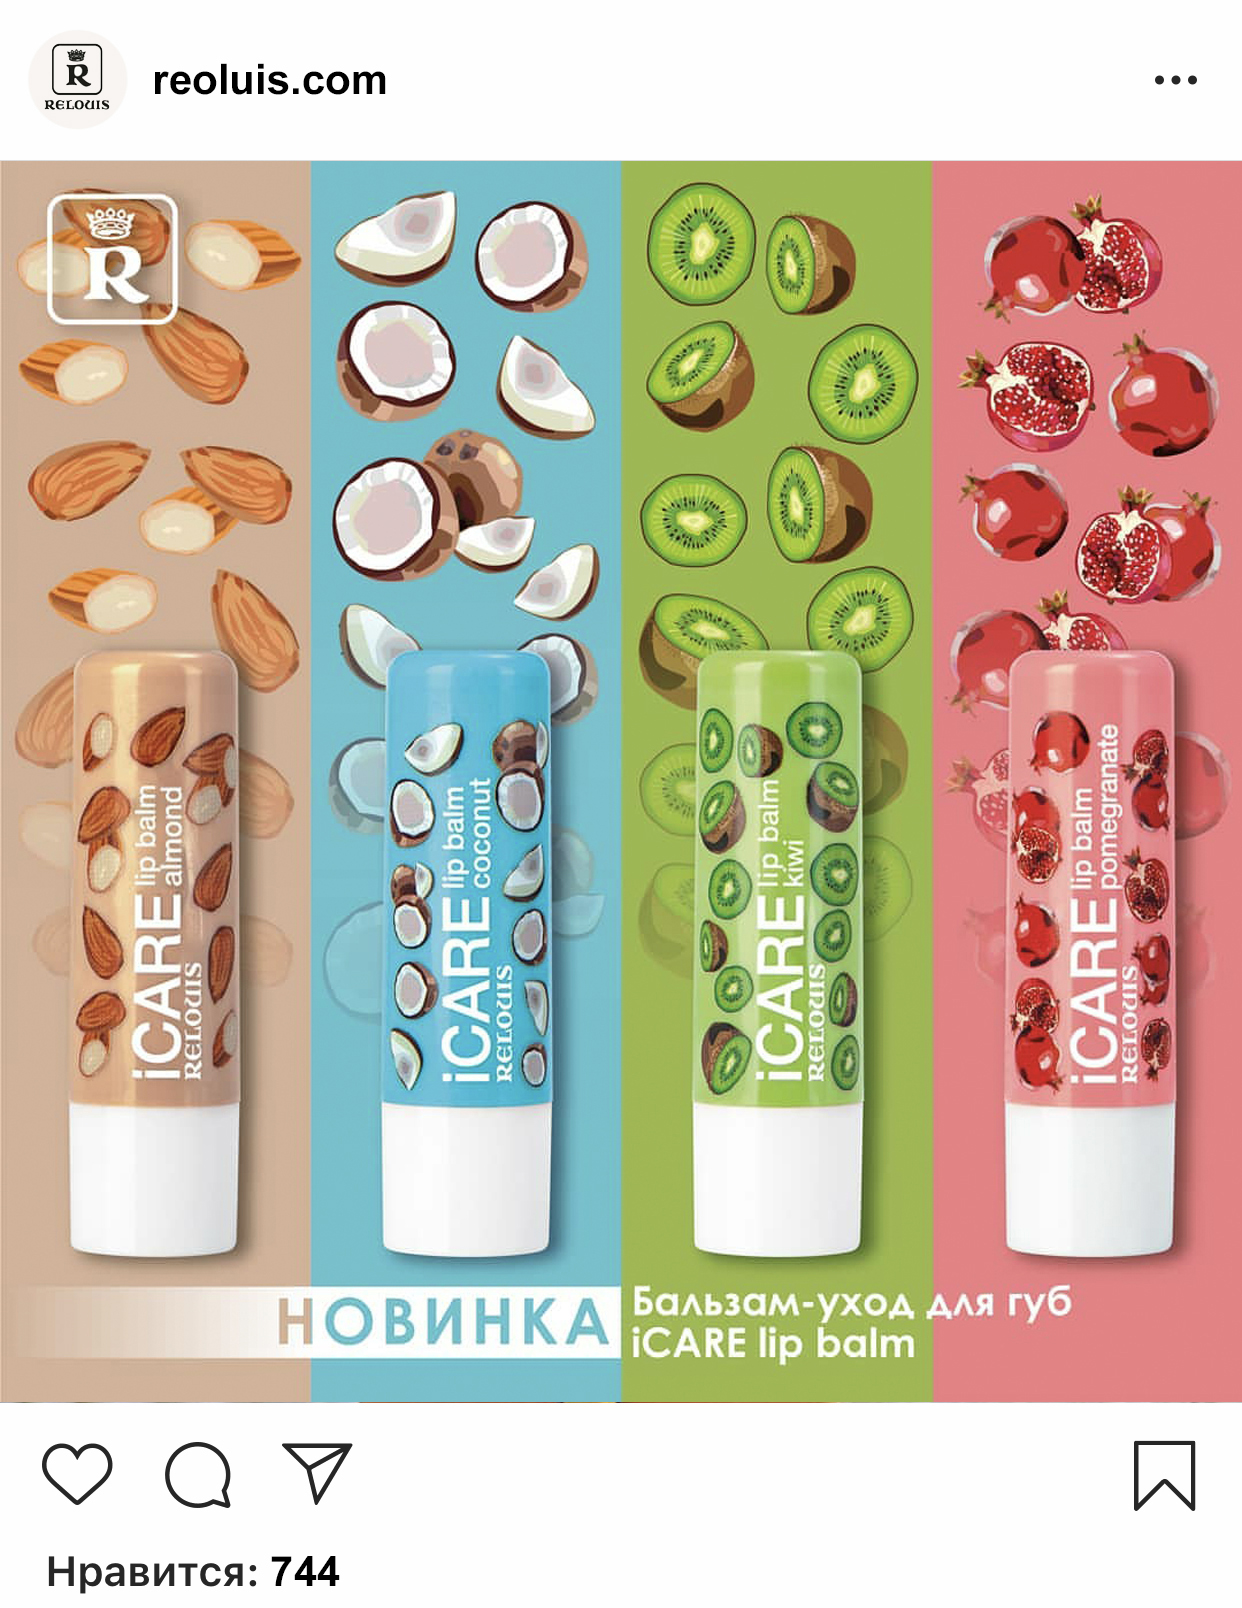 RELOUIS
reoluis.com
R
iCARE lip balm
almond
RELOUIS
iCARE lip balm
coconut
RELOUIS
iCARE lip balm
kiwi
RELOUIS
iCARE lip balm
pomegranate
RELOUIS
НОВИНКА
Бальзам-уход для губ
iCARE lip balm
Нравится: 744